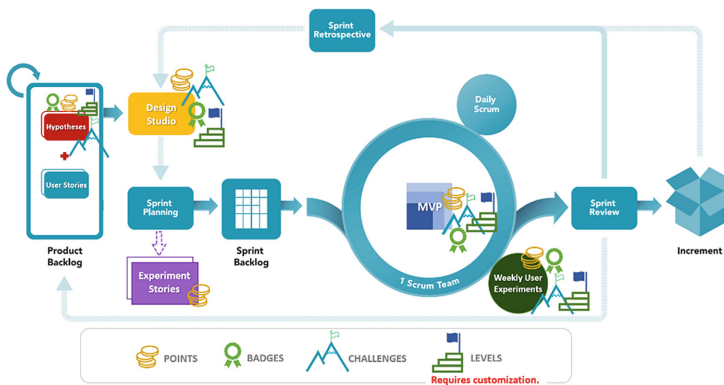 Sprint
Retrospective
Daily
Scrum
Hypotheses
User Stories
Product
Backlog
Design
Studio
Sprint
Planning
Experiment
Stories
Sprint
Backlog
MVP
1 Scrum Team
Weekly User
Experiments
Sprint
Review
Increment
POINTS
BADGES
CHALLENGES
LEVELS
Requires customization.